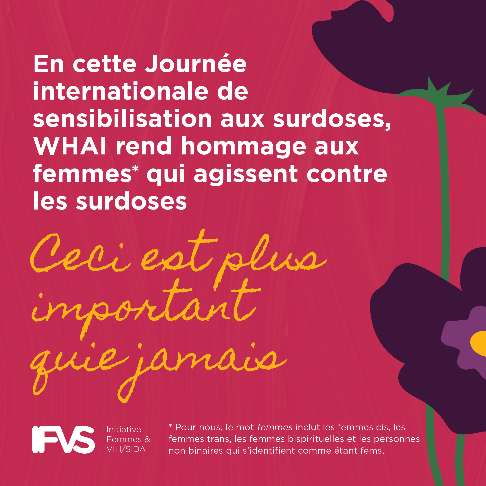 En cette Journée
internationale de
sensibilisation aux surdoses,
WHAI rend hommage aux
femmes* qui agissent contre
les surdoses
Ceci est plus
important
quie jamais
IFVS
Initiative
Femmes &
VIH/SIDA
* Pour nous, le mot femmes inclut les femmes cis, les
femmes trans, les femmes bispirituelles et les personnes
non binaires qui s'identifient comme étant fems.